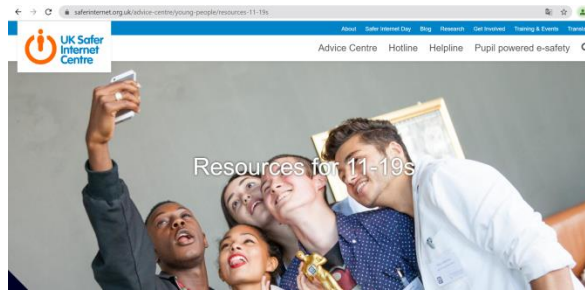 saferinternet.org.uk/advice-centre/young-people/resources-11-19s
About Safer Internet Day Blog Research Get Involved Training & Events
UK Safer
Internet
Centre
Advice Centre Hotline Helpline Pupil powered e-safety
Resources for 11-19s